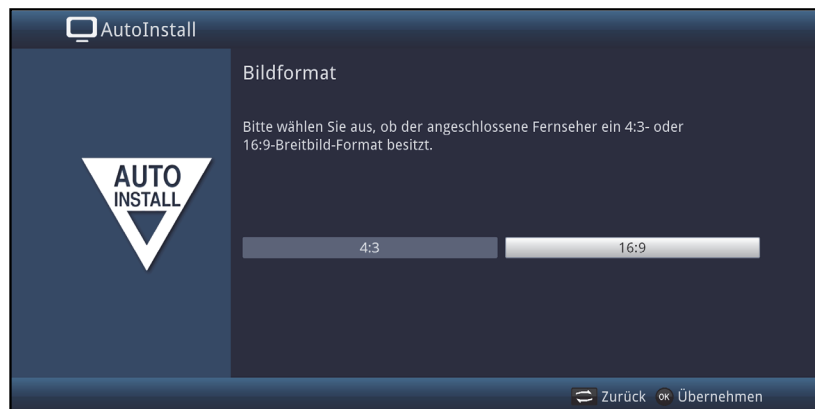 AutoInstall
Bildformat
Bitte wählen Sie aus, ob der angeschlossene Fernseher ein 4:3- oder
16:9-Breitbild-Format besitzt.
AUTO
INSTALL
4:3
16:9
Zurück OK Übernehmen